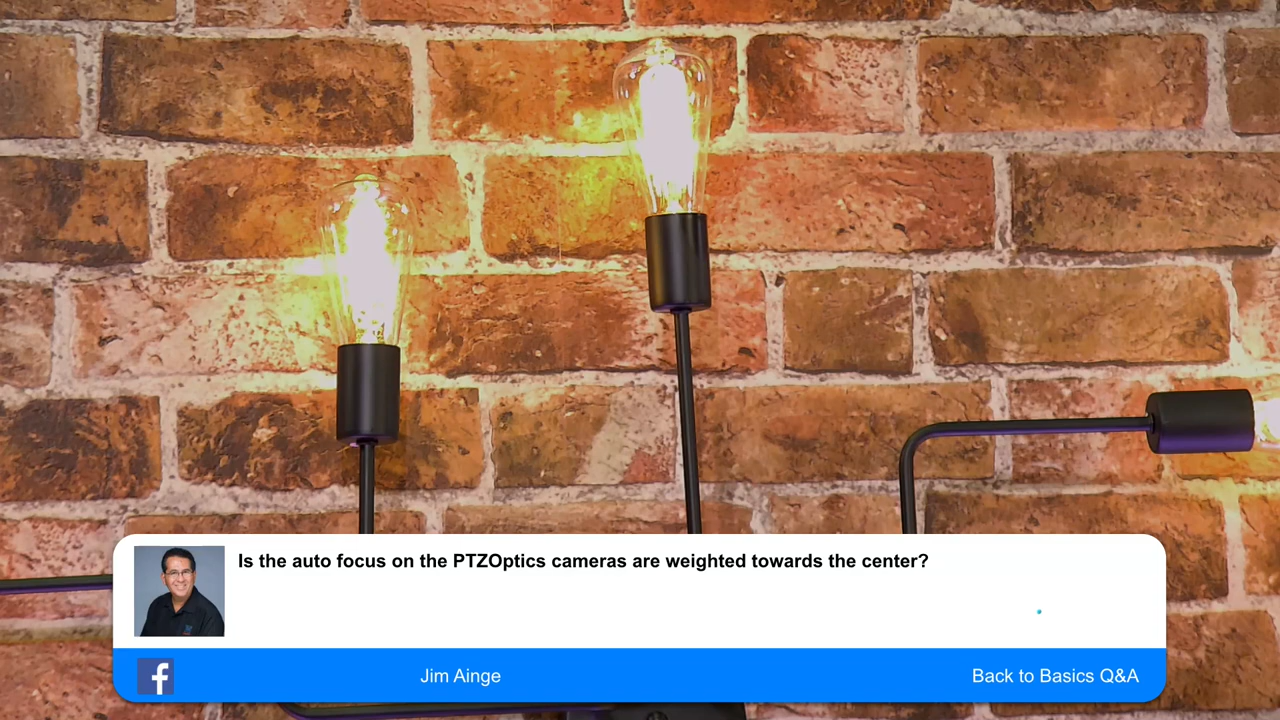 Is the auto focus on the PTZOptics cameras are weighted towards the center?
Jim Ainge
Back to Basics Q&A